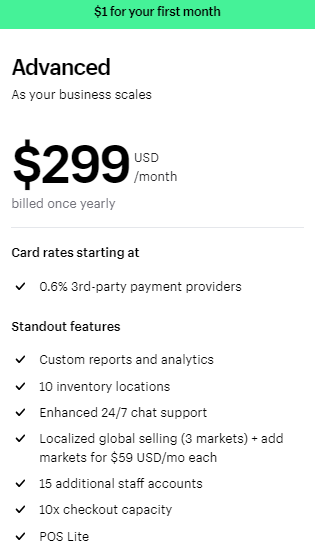 $1 for your first month
Advanced
As your business scales
$299 USD
/month
billed once yearly
Card rates starting at
0.6% 3rd-party payment providers
Standout features
Custom reports and analytics
10 inventory locations
Enhanced 24/7 chat support
Localized global selling (3 markets) + add
markets for $59 USD/mo each
15 additional staff accounts
10x checkout capacity
POS Lite